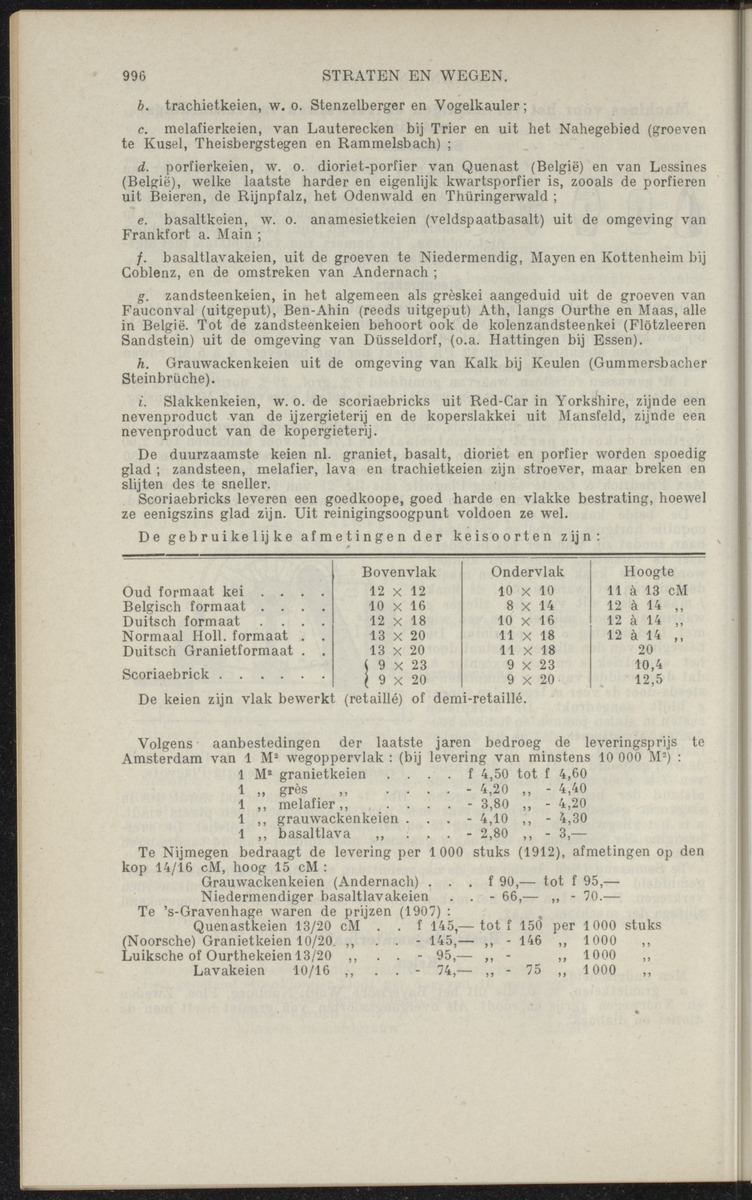 996 STRATEN EN WEGEN.
b. trachietkeien, w. o. Stenzelberger en Vogelkauler;
c. melafierkeien, van Lauterecken bij Trier en uit het Nahegebied (groeven
te Kusel, Theisbergstegen en Rammelsbach) ;
d. porfierkeien, w. o. dioriet-porfier van Quenast (België) en van Lessines
(België), welke laatste harder en eigenlijk kwartsporfier is, zooals de porfieren
uit Beieren, de Rijnpfalz, het Odenwald en Thüringerwald ;
e. basaltkeien, w. o. anamesietkeien (veldspaatbasalt) uit de omgeving van
Frankfort a. Main ;
f. basaltlavakeien, uit de groeven te Niedermendig, Mayen en Kottenheim bij
Coblenz, en de omstreken van Andernach ;
g. zandsteenkeien, in het algemeen als grèskei aangeduid uit de groeven van
Fauconval (uitgeput), Ben-Ahin (reeds uitgeput) Ath, langs Ourthe en Maas, alle
in België. Tot de zandsteenkeien behoort ook de kolenzandsteenkei (Flötzleeren
Sandstein) uit de omgeving van Düsseldorf, (o.a. Hattingen bij Essen).
h. Grauwackenkeien uit de omgeving van Kalk bij Keulen (Gummersbacher
Steinbrüche).
i. Slakkenkeien, w. o. de scoriaebricks uit Red-Car in Yorkshire, zijnde een
nevenproduct van de ijzergieterij en de koperslakkei uit Mansfeld, zijnde een
nevenproduct van de kopergieterij.
De duurzaamste keien nl. graniet, basalt, dioriet en porfier worden spoedig
glad ; zandsteen, melafier, lava en trachietkeien zijn stroever, maar breken en
slijten des te sneller.
Scoriaebricks leveren een goedkoope, goed harde en vlakke bestrating, hoewel
ze eenigszins glad zijn. Uit reinigingsoogpunt voldoen ze wel.
De gebruikelijke afmetingen der keisoorten zijn:
Bovenvlak Ondervlak Hoogte
Oud formaat kei . . . . 12 × 12 10 × 10 11 à 13 cM
Belgisch formaat . . . . 10 × 16 8 × 14 12 à 14 ,,
Duitsch formaat . . . . 12 × 18 10 × 16 12 à 14 ,,
Normaal Holl. formaat . . 13 × 20 11 × 18 12 à 14 ,,
Duitsch Granietformaat . . 13 × 20 11 × 18 20
Scoriaebrick . . . . . . { 9 × 23 9 × 23 10,4
{ 9 × 20 9 × 20 12,5
De keien zijn vlak bewerkt (retaillé) of demi-retaillé.
Volgens aanbestedingen der laatste jaren bedroeg de leveringsprijs te
Amsterdam van 1 M² wegoppervlak : (bij levering van minstens 10 000 M²) :
1 M² granietkeien . . . . f 4,50 tot f 4,60
1 ,, grès ,, . . . . - 4,20 ,, - 4,40
1 ,, melafier ,, . . . . - 3,80 ,, - 4,20
1 ,, grauwackenkeien . . . - 4,10 ,, - 4,30
1 ,, basaltlava ,, . . . - 2,80 ,, - 3,—
Te Nijmegen bedraagt de levering per 1000 stuks (1912), afmetingen op den
kop 14/16 cM, hoog 15 cM :
Grauwackenkeien (Andernach) . . . f 90,— tot f 95,—
Niedermendiger basaltlavakeien . . - 66,— ,, - 70.—
Te 's-Gravenhage waren de prijzen (1907) :
Quenastkeien 13/20 cM . . f 145,— tot f 150 per 1000 stuks
(Noorsche) Granietkeien 10/20. ,, . . - 145,— ,, - 146 ,, 1000 ,,
Luiksche of Ourthekeien 13/20 ,, . . - 95,— ,, - ,, 1000 ,,
Lavakeien 10/16 ,, . . - 74,— ,, - 75 ,, 1000 ,,